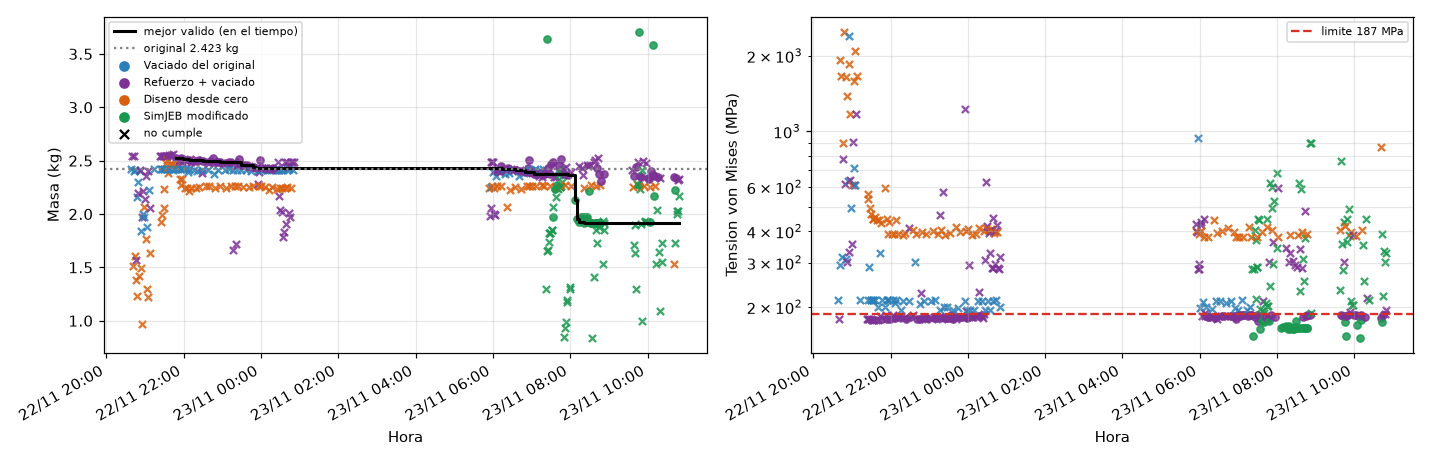 mejor valido (en el tiempo)
original 2.423 kg
Vaciado del original
Refuerzo + vaciado
Diseno desde cero
SimJEB modificado
no cumple
Masa (kg)
3.5
3.0
2.5
2.0
1.5
1.0
22/11 20:00
22/11 22:00
23/11 00:00
23/11 02:00
23/11 04:00
23/11 06:00
23/11 08:00
23/11 10:00
Hora
limite 187 MPa
Tension von Mises (MPa)
2 × 10³
10³
6 × 10²
4 × 10²
3 × 10²
2 × 10²
22/11 20:00
22/11 22:00
23/11 00:00
23/11 02:00
23/11 04:00
23/11 06:00
23/11 08:00
23/11 10:00
Hora